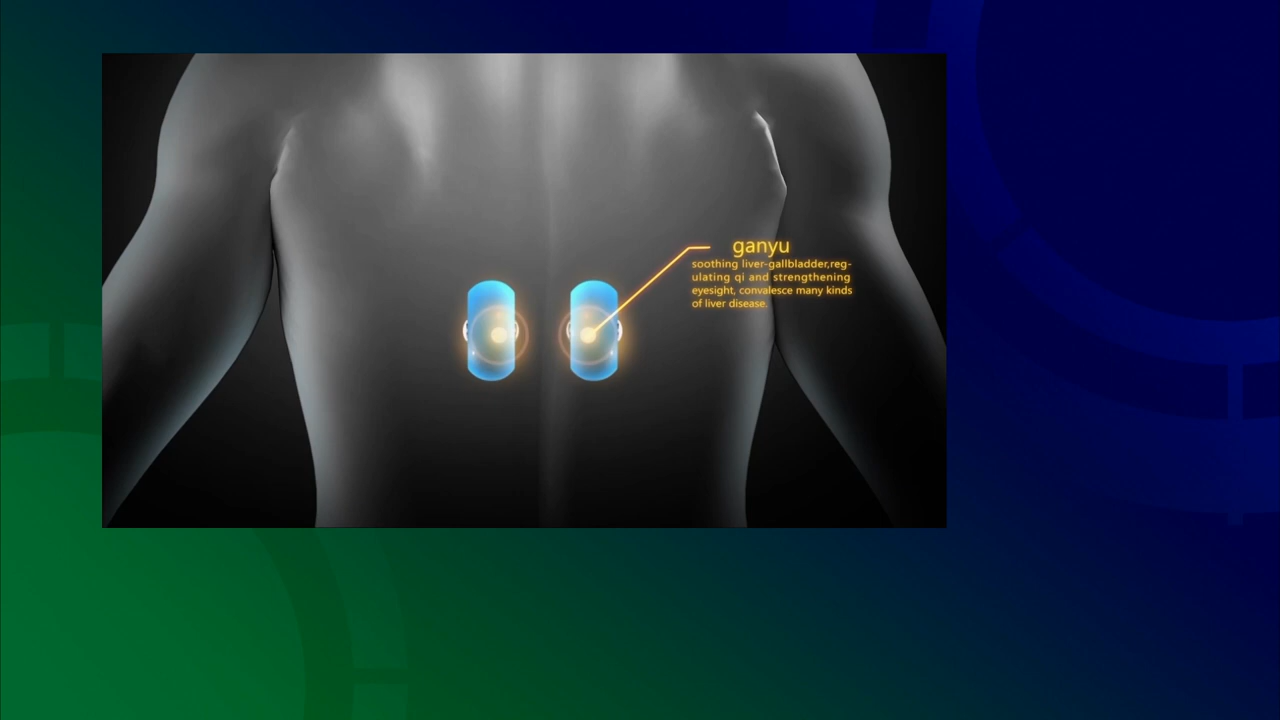 ganyu
soothing liver-gallbladder,reg-
ulating qi and strengthening
eyesight, convalesce many kinds
of liver disease.